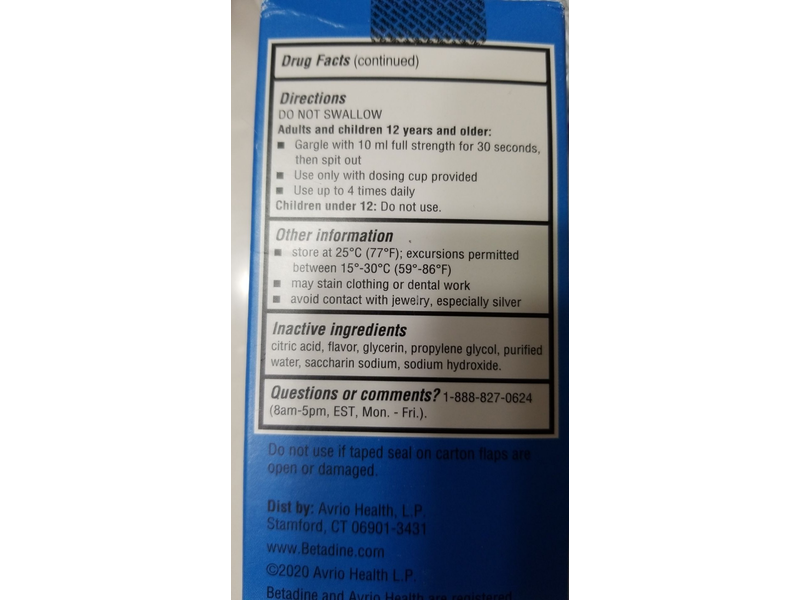 Drug Facts (continued)
Directions
DO NOT SWALLOW
Adults and children 12 years and older:
■ Gargle with 10 ml full strength for 30 seconds,
then spit out
■ Use only with dosing cup provided
■ Use up to 4 times daily
Children under 12: Do not use.
Other information
■ store at 25°C (77°F); excursions permitted
between 15°-30°C (59°-86°F)
■ may stain clothing or dental work
■ avoid contact with jewelry, especially silver
Inactive ingredients
citric acid, flavor, glycerin, propylene glycol, purified
water, saccharin sodium, sodium hydroxide.
Questions or comments? 1-888-827-0624
(8am-5pm, EST, Mon. - Fri.).
Do not use if taped seal on carton flaps are
open or damaged.
Dist by: Avrio Health, L.P.
Stamford, CT 06901-3431
www.Betadine.com
©2020 Avrio Health L.P.
Betadine and Avrio Health are registered